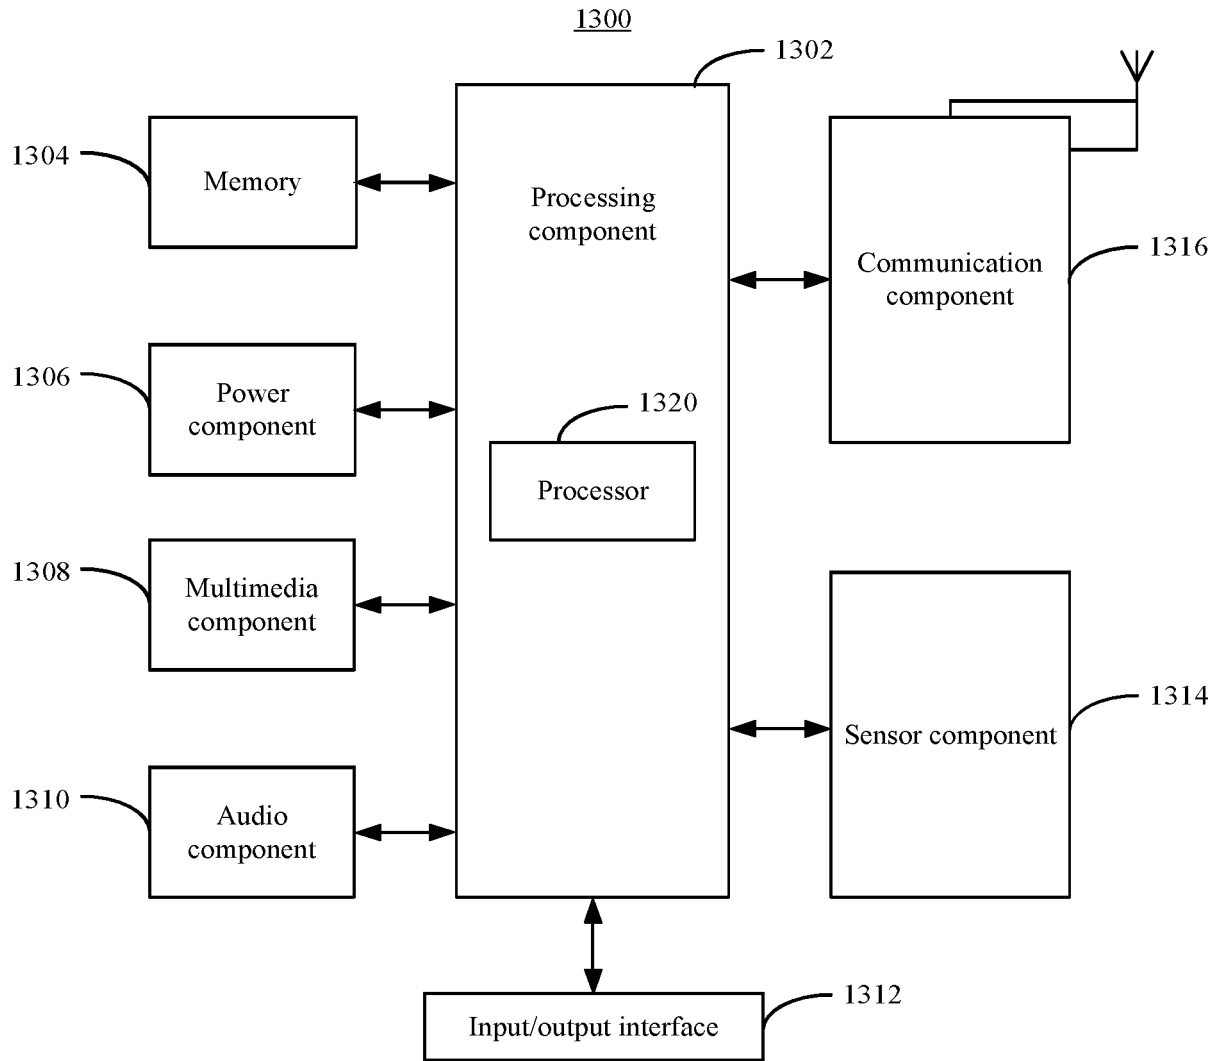 1300
1302
1304
Memory
Processing
component
1316
Communication
component
1306
Power
component
1320
Processor
1308
Multimedia
component
1314
Sensor component
1310
Audio
component
1312
Input/output interface